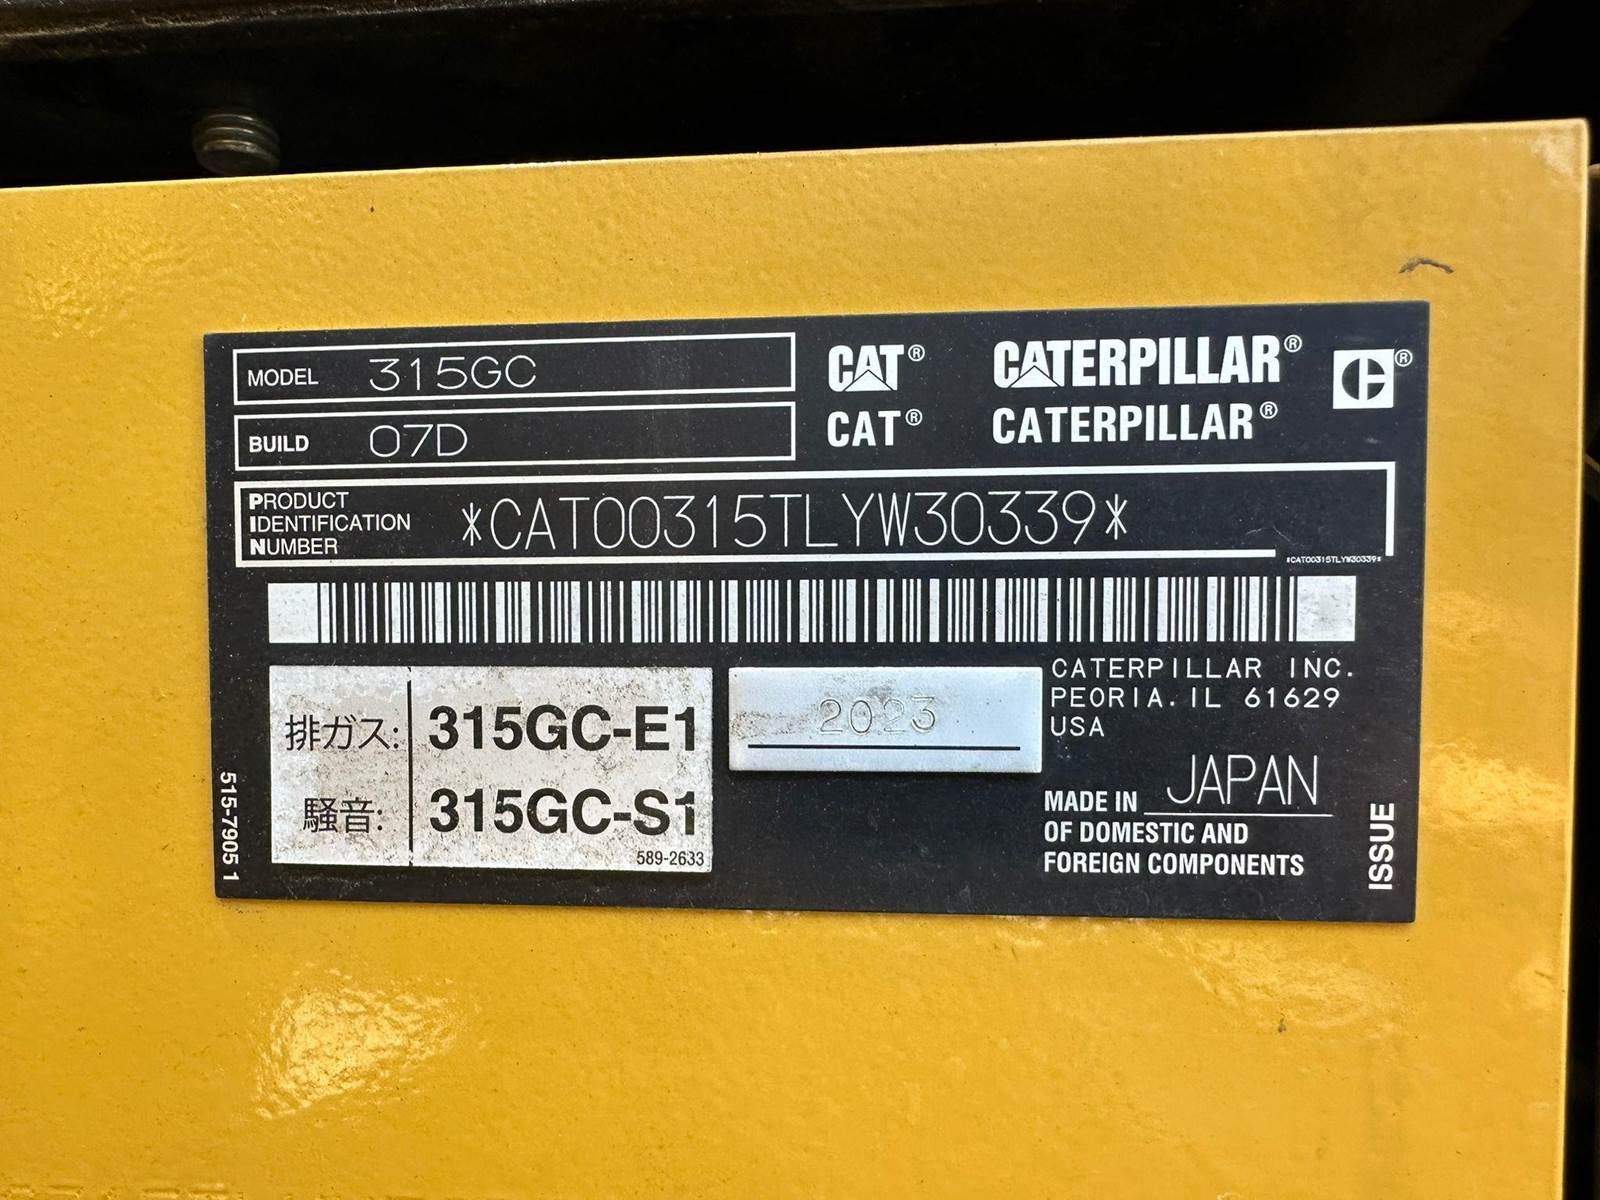 MODEL 315GC
BUILD 07D
CAT® CATERPILLAR® ®
CAT® CATERPILLAR®
PRODUCT
IDENTIFICATION
NUMBER
*CAT00315TLYW30339*
*CAT00315TLYW30339*
排ガス: 315GC-E1
騒音: 315GC-S1
589-2633
2023
CATERPILLAR INC.
PEORIA. IL 61629
USA
MADE IN JAPAN
OF DOMESTIC AND
FOREIGN COMPONENTS
515-7905 1
ISSUE